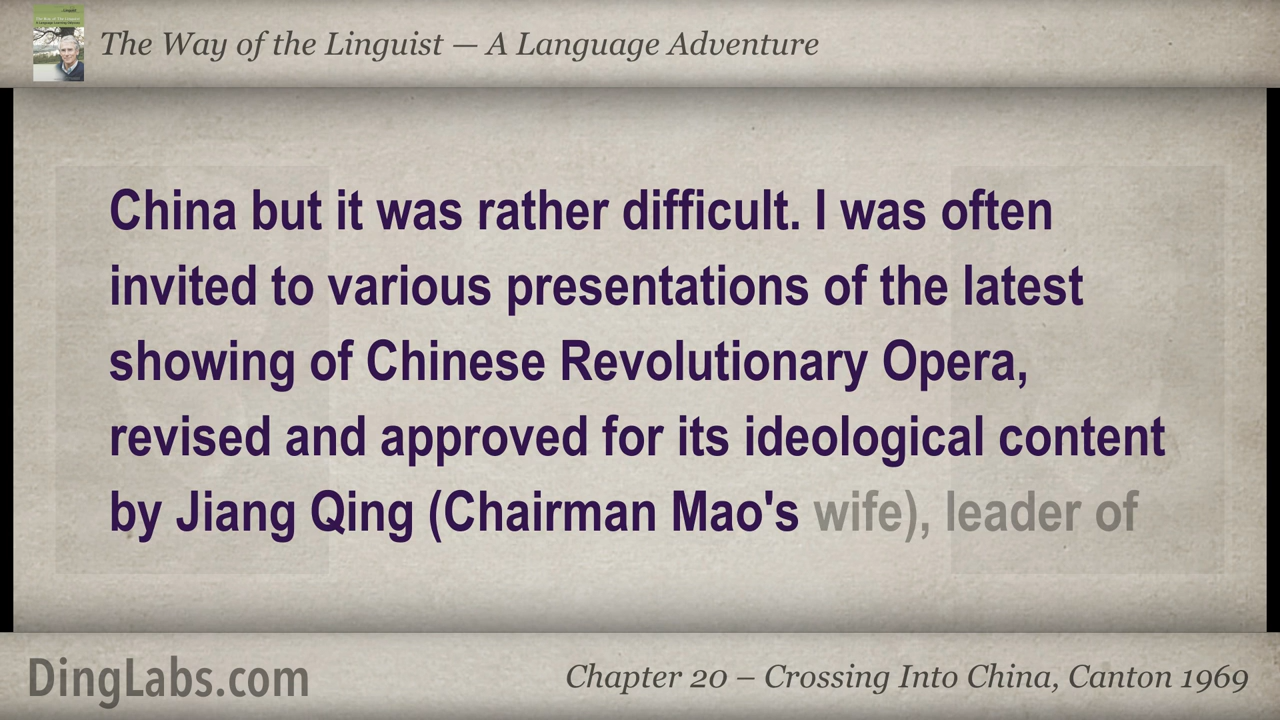 The Way of the Linguist — A Language Adventure
China but it was rather difficult. I was often
invited to various presentations of the latest
showing of Chinese Revolutionary Opera,
revised and approved for its ideological content
by Jiang Qing (Chairman Mao's wife), leader of
DingLabs.com
Chapter 20 – Crossing Into China, Canton 1969